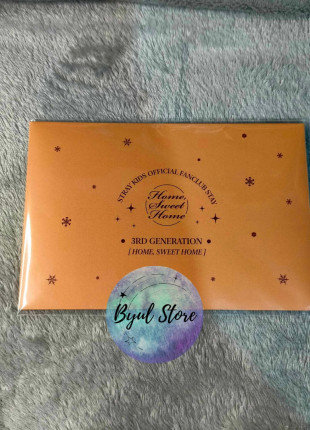 STRAY KIDS OFFICIAL FANCLUB STAY
Home,
Sweet
Home
• 3RD GENERATION •
[ HOME, SWEET HOME ]
Byul Store